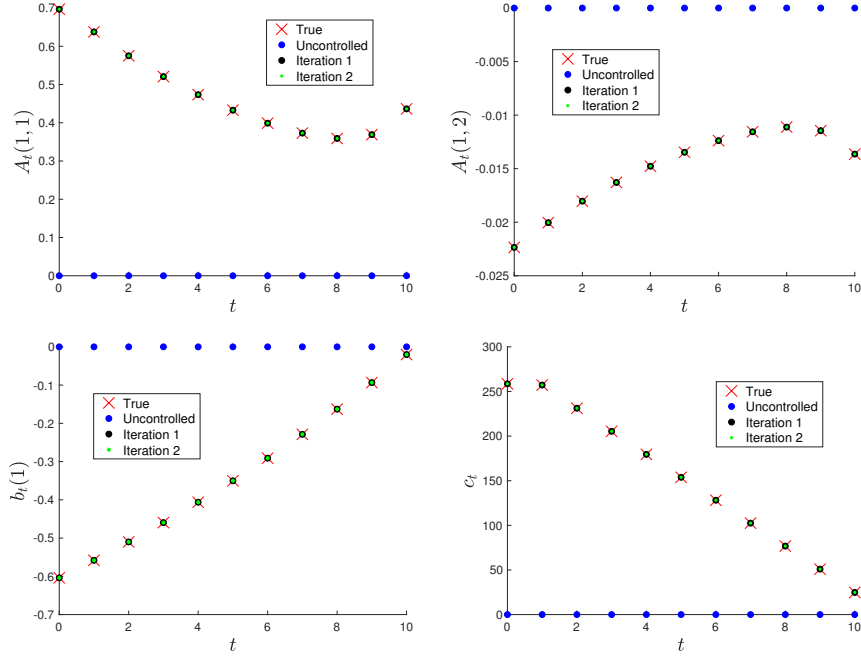 0.7
0.6
0.5
0.4
0.3
0.2
0.1
0
A_t(1, 1)
0 2 4 6 8 10
t
True
Uncontrolled
Iteration 1
Iteration 2
0
-0.005
-0.01
-0.015
-0.02
-0.025
A_t(1, 2)
0 2 4 6 8 10
t
True
Uncontrolled
Iteration 1
Iteration 2
0
-0.1
-0.2
-0.3
-0.4
-0.5
-0.6
-0.7
b_t(1)
0 2 4 6 8 10
t
True
Uncontrolled
Iteration 1
Iteration 2
300
250
200
150
100
50
0
c_t
0 2 4 6 8 10
t
True
Uncontrolled
Iteration 1
Iteration 2